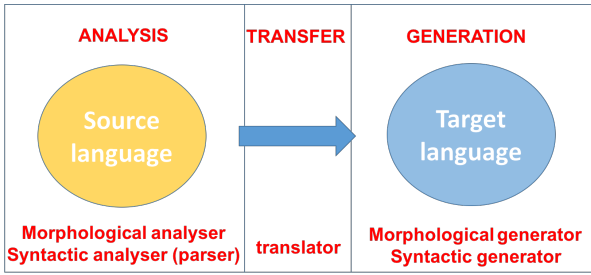 ANALYSIS
Source
language
Morphological analyser
Syntactic analyser (parser)
TRANSFER
translator
GENERATION
Target
language
Morphological generator
Syntactic generator